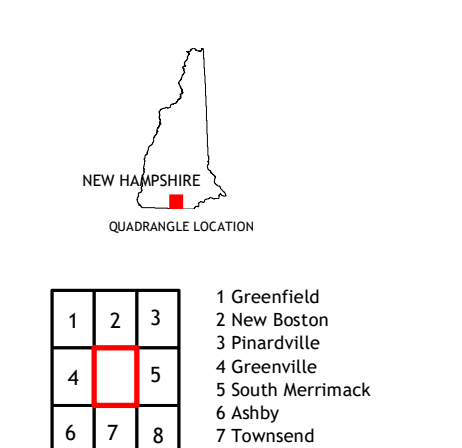 NEW HAMPSHIRE
QUADRANGLE LOCATION
1 2 3
4 5
6 7 8
1 Greenfield
2 New Boston
3 Pinardville
4 Greenville
5 South Merrimack
6 Ashby
7 Townsend